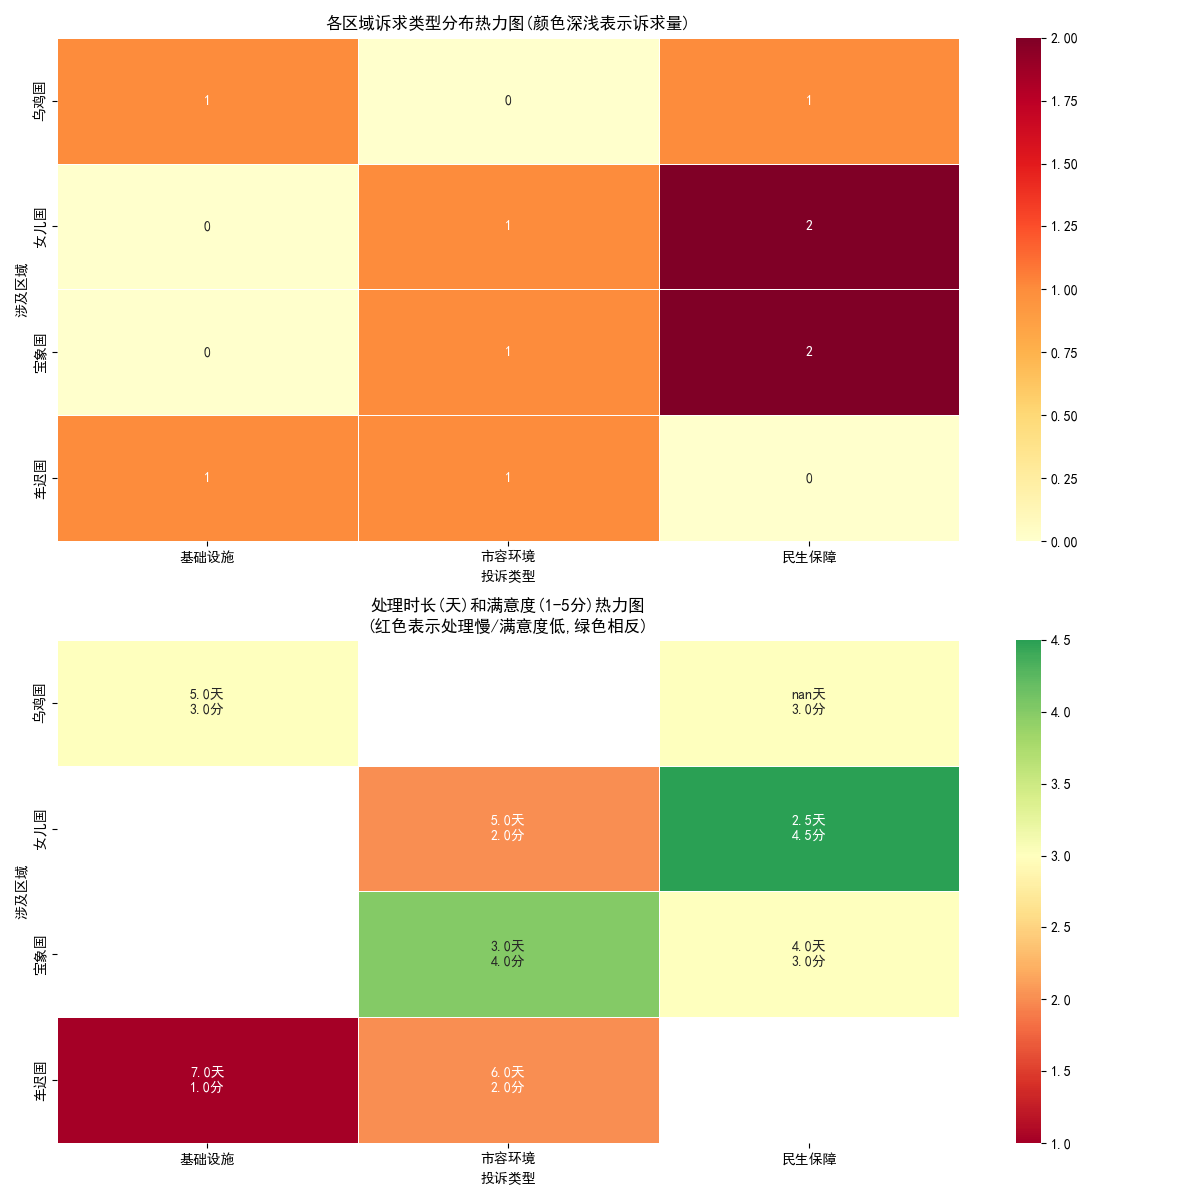 各区域诉求类型分布热力图(颜色深浅表示诉求量)
涉及区域
乌鸡国
1
0
1
女儿国
0
1
2
宝象国
0
1
2
车迟国
1
1
0
基础设施
市容环境
民生保障
投诉类型
2.00
1.75
1.50
1.25
1.00
0.75
0.50
0.25
0.00
处理时长(天)和满意度(1-5分)热力图
(红色表示处理慢/满意度低,绿色相反)
涉及区域
乌鸡国
5.0天
3.0分
nan天
3.0分
女儿国
5.0天
2.0分
2.5天
4.5分
宝象国
3.0天
4.0分
4.0天
3.0分
车迟国
7.0天
1.0分
6.0天
2.0分
基础设施
市容环境
民生保障
投诉类型
4.5
4.0
3.5
3.0
2.5
2.0
1.5
1.0